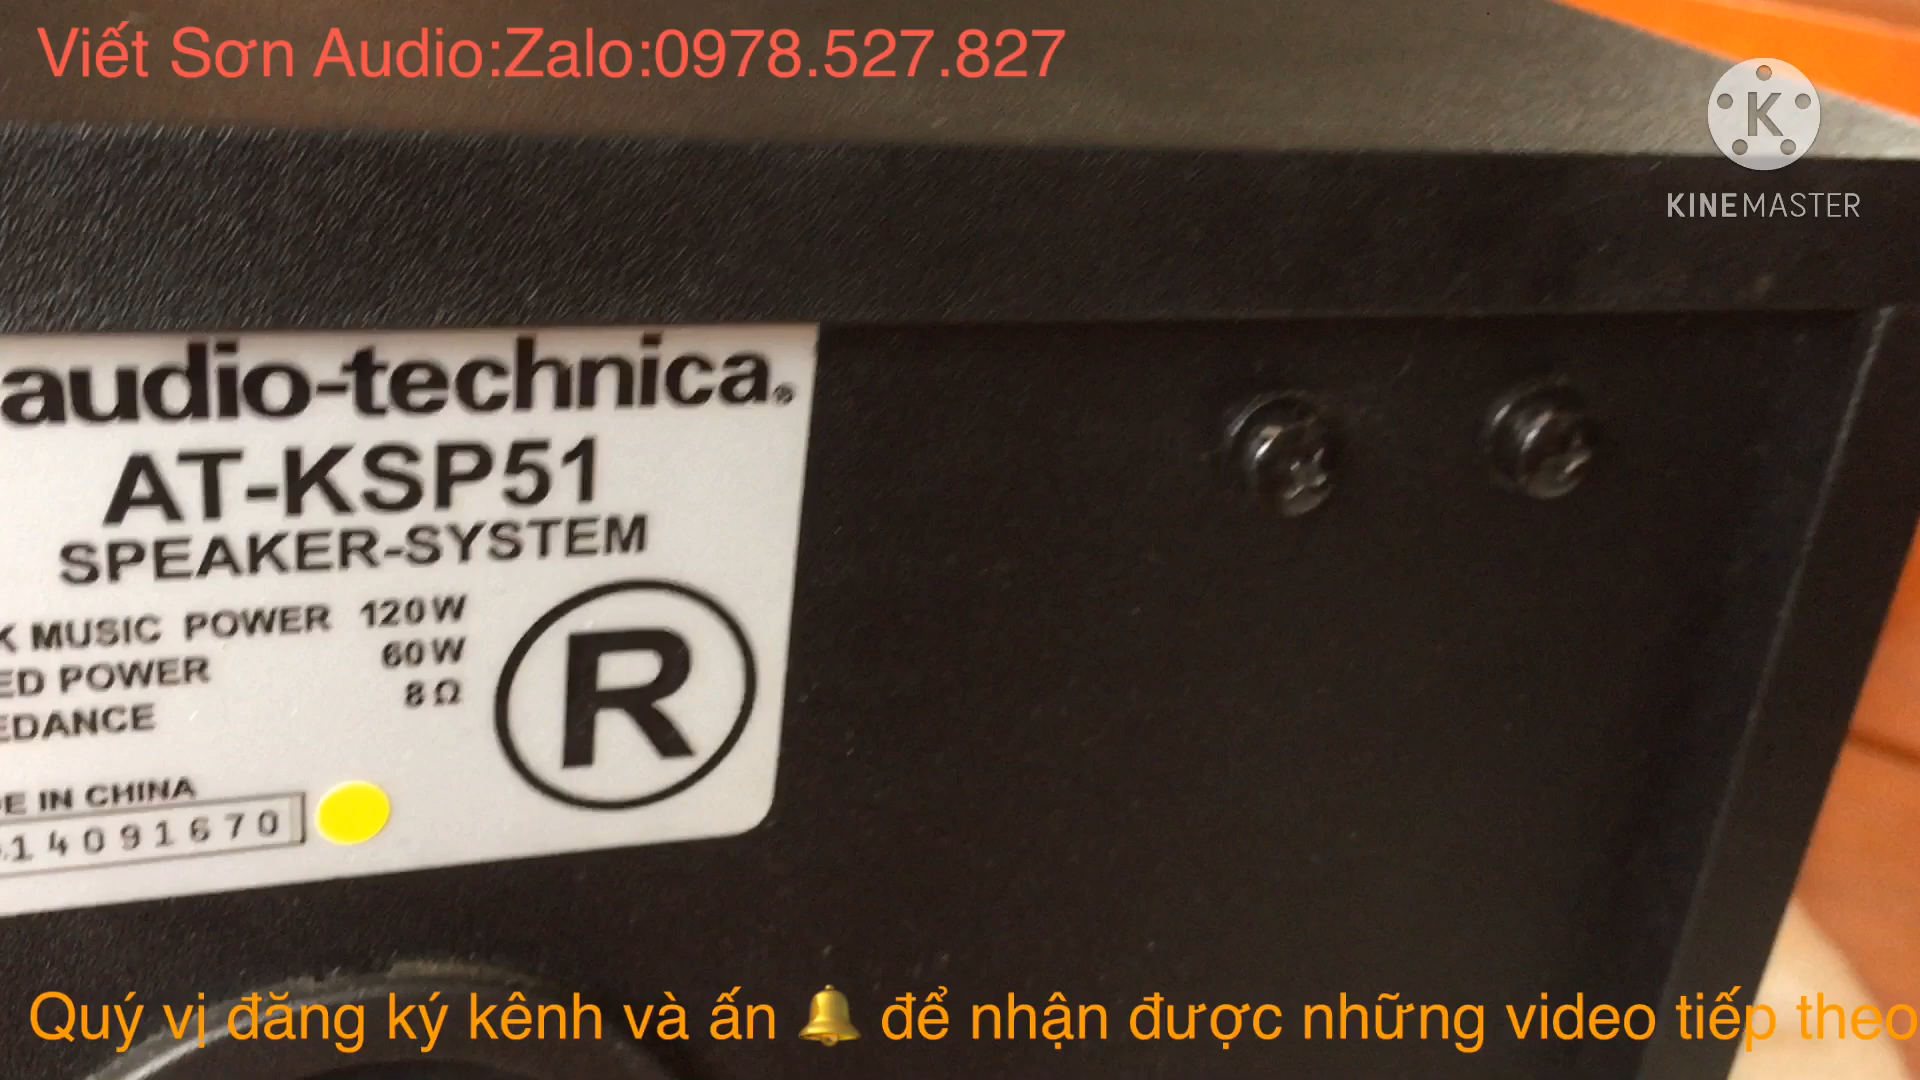 Viết Sơn Audio:Zalo:0978.527.827
K
KINEMASTER
audio-technica®
AT-KSP51
SPEAKER-SYSTEM
K MUSIC POWER 120W
ED POWER 60W
EDANCE 8Ω
R
E IN CHINA
14091670
Quý vị đăng ký kênh và ấn 🔔 để nhận được những video tiếp theo